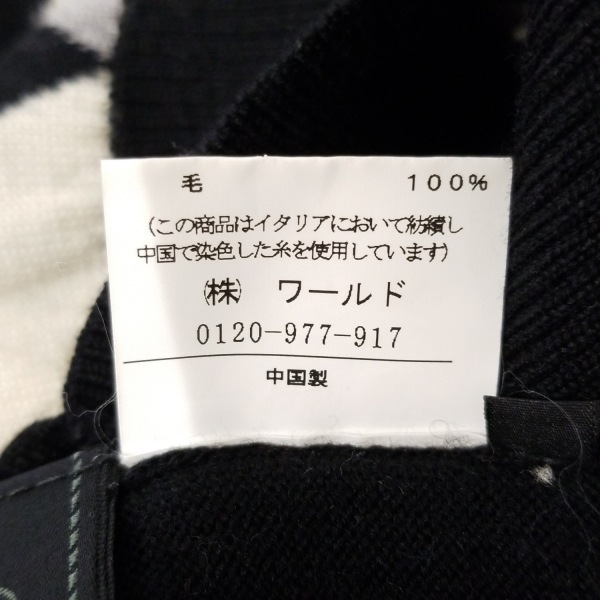 毛 100%
(この商品はイタリアにおいて紡績し
中国で染色した糸を使用しています)
㈱ ワールド
0120-977-917
中国製